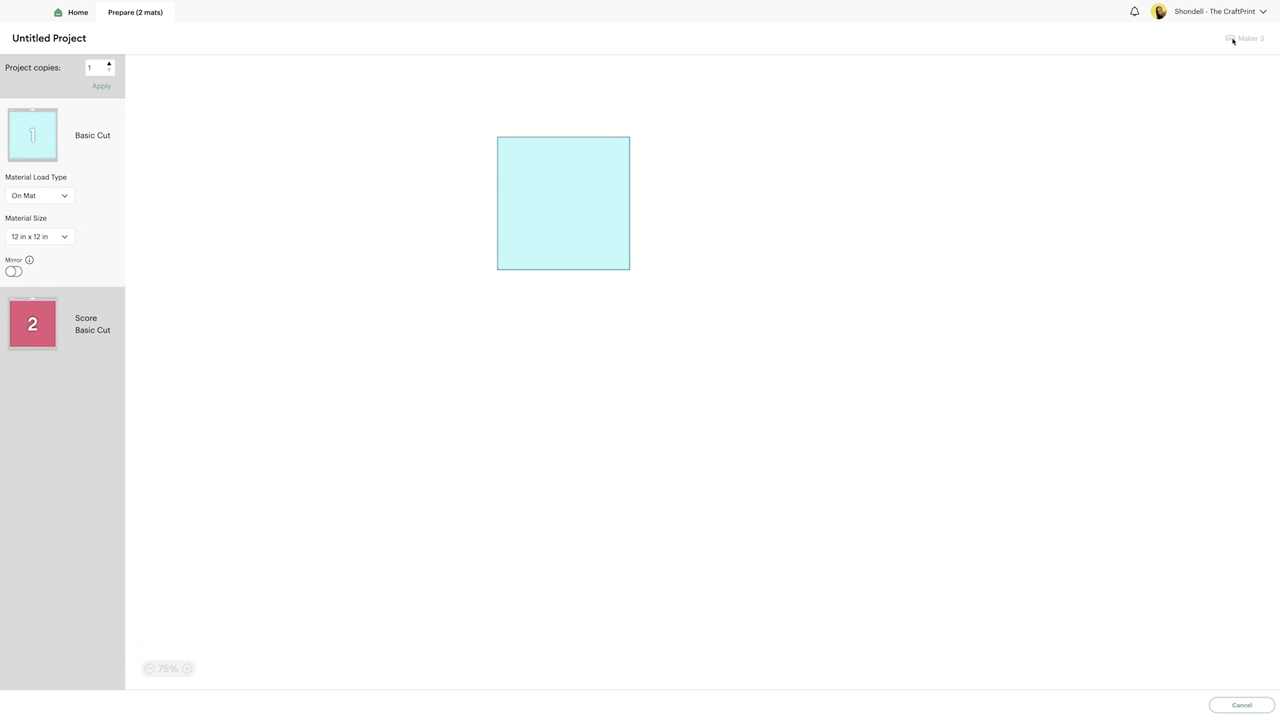 Home
Prepare (2 mats)
Shondell - The CraftPrint
Untitled Project
Maker 3
Project copies:
1
Apply
1
Basic Cut
Material Load Type
On Mat
Material Size
12 in x 12 in
Mirror
2
Score
Basic Cut
75%
Cancel